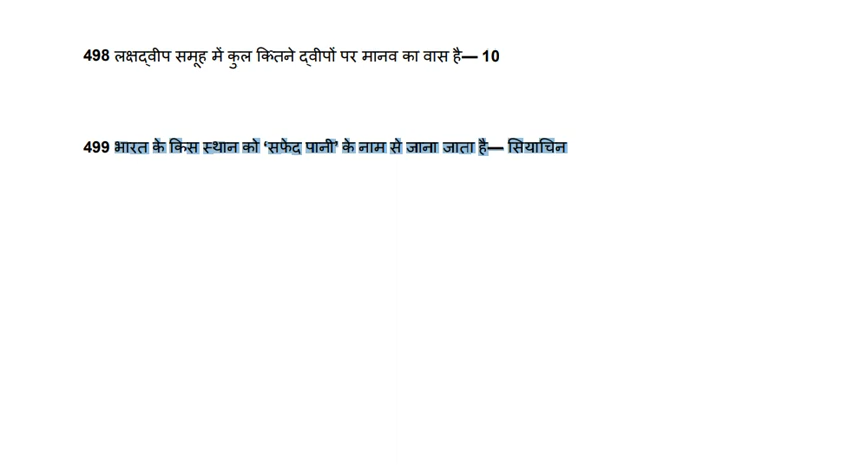 498 लक्षद्वीप समूह में कुल कितने द्वीपों पर मानव का वास है— 10
499 भारत के किस स्थान को ‘सफेद पानी’ के नाम से जाना जाता है— सियाचिन